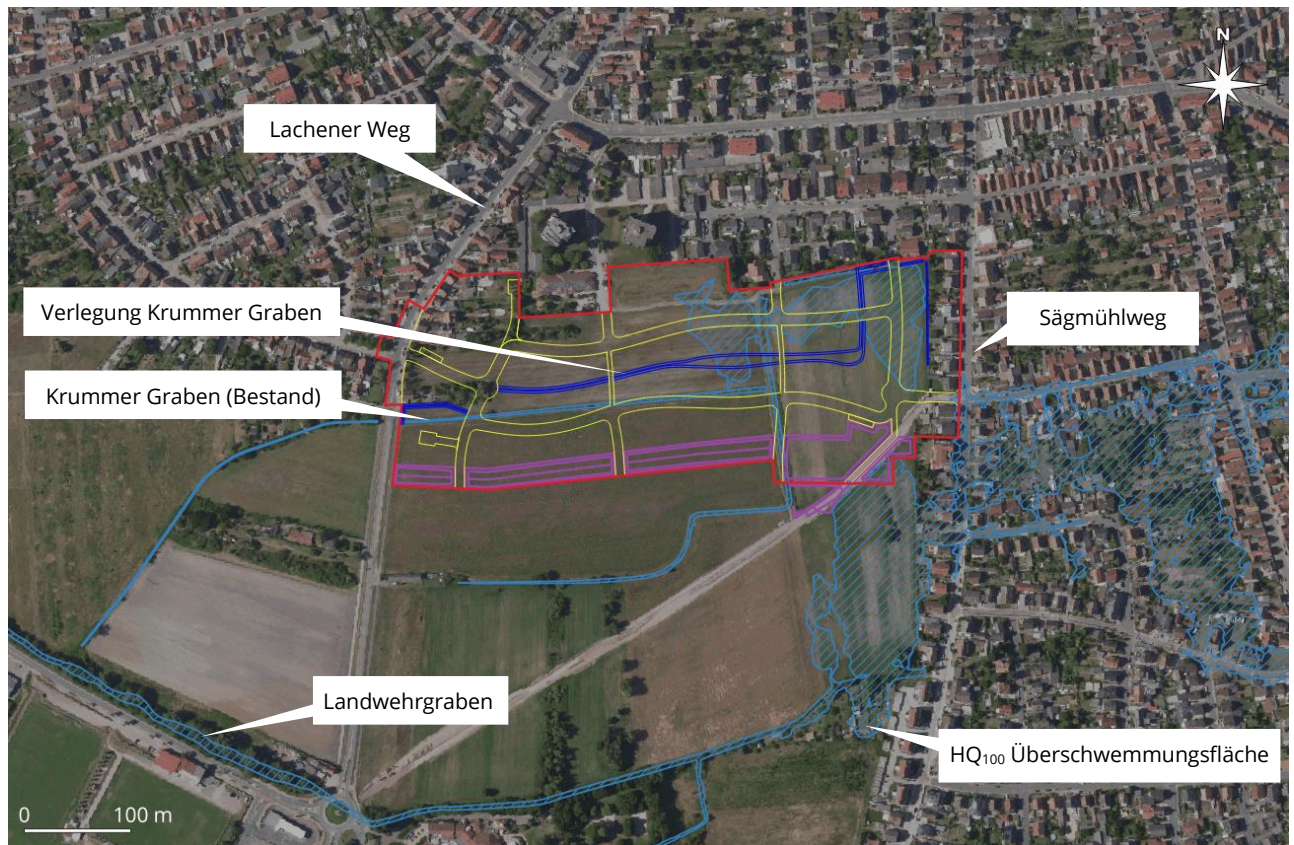 N
Lachener Weg
Verlegung Krummer Graben
Sägmühlweg
Krummer Graben (Bestand)
Landwehrgraben
HQ₁₀₀ Überschwemmungsfläche
0 100 m